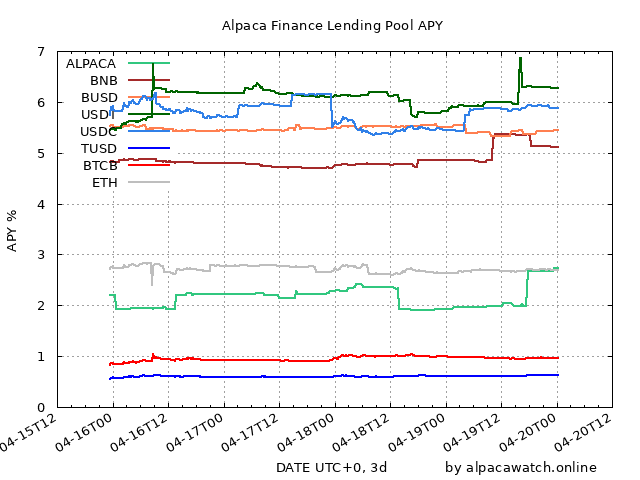 Alpaca Finance Lending Pool APY
APY %
7
6
5
4
3
2
1
0
ALPACA
BNB
BUSD
USDT
USDC
TUSD
BTCB
ETH
04-15T12
04-16T00
04-16T12
04-17T00
04-17T12
04-18T00
04-18T12
04-19T00
04-19T12
04-20T00
04-20T12
DATE UTC+0, 3d
by alpacawatch.online